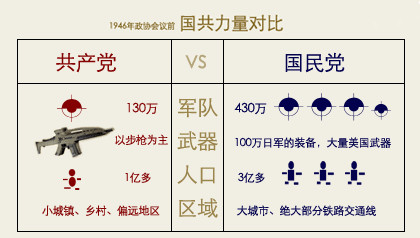 1946年政协会议前 国共力量对比
共产党 VS 国民党
130万 军队 430万
以步枪为主 武器 100万日军的装备，大量美国武器
1亿多 人口 3亿多
小城镇、乡村、偏远地区 区域 大城市、绝大部分铁路交通线